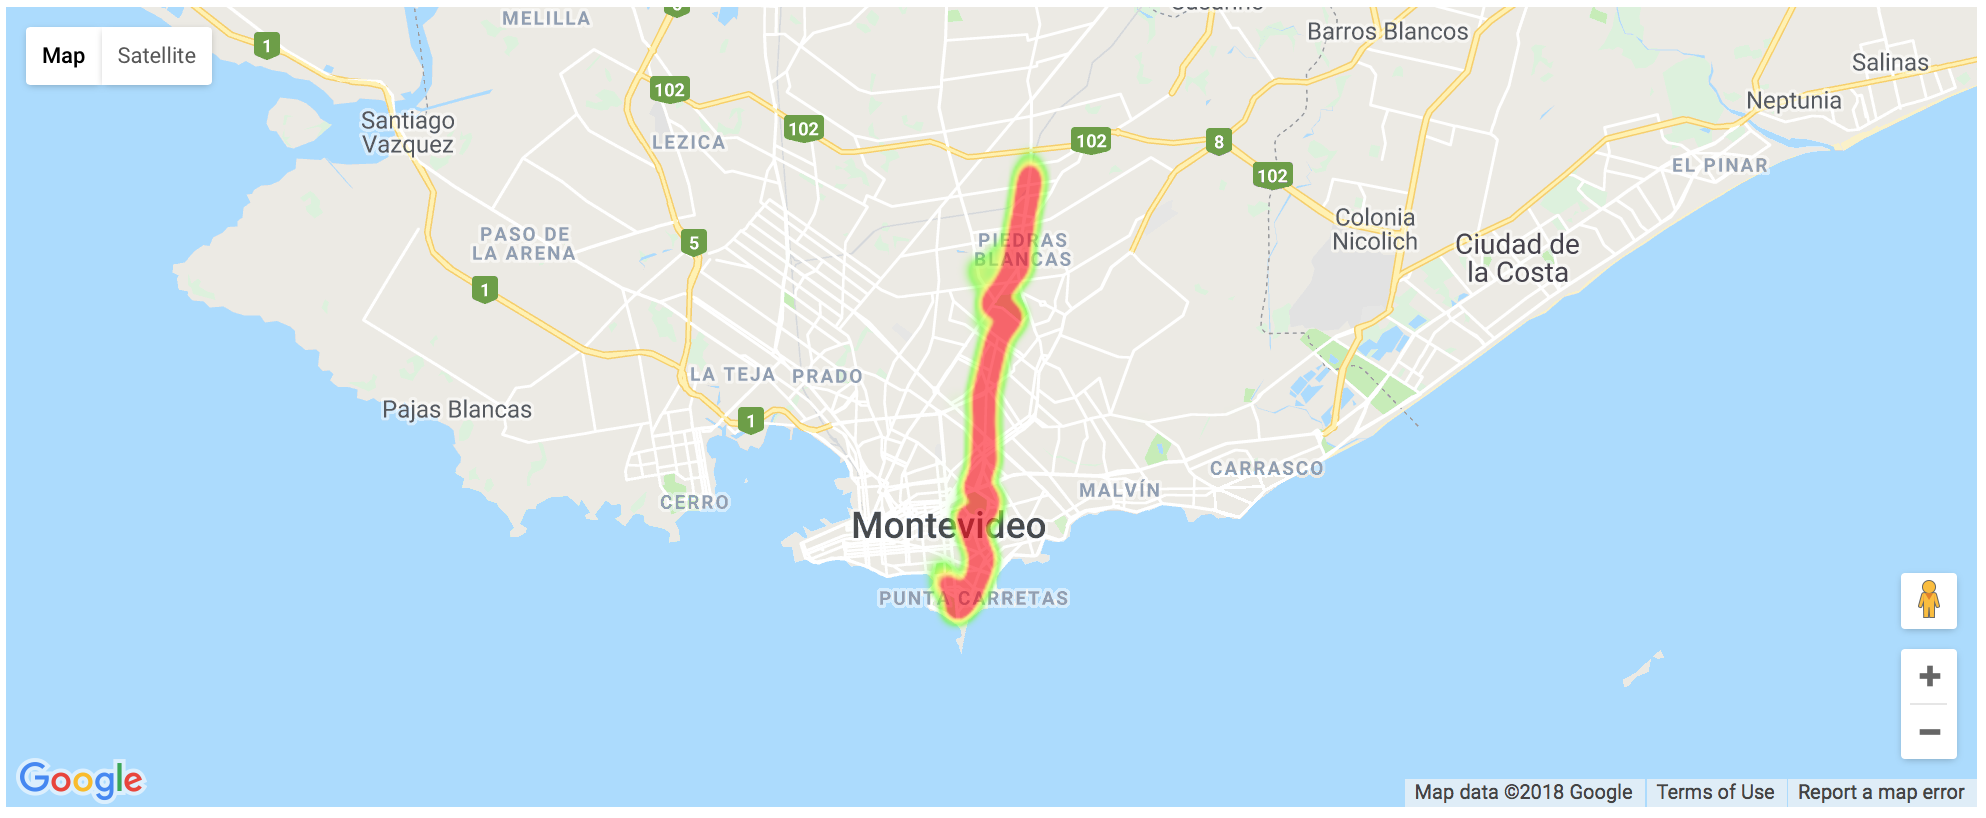 Map
Satellite
MELILLA
Barros Blancos
Salinas
Neptunia
1
102
102
102
8
102
Santiago
Vazquez
LEZICA
EL PINAR
PASO DE
LA ARENA
5
PIEDRAS
BLANCAS
Colonia
Nicolich
Ciudad de
la Costa
1
LA TEJA
PRADO
Pajas Blancas
1
CERRO
MALVÍN
CARRASCO
Montevideo
PUNTA CARRETAS
Google
Map data ©2018 Google
Terms of Use
Report a map error